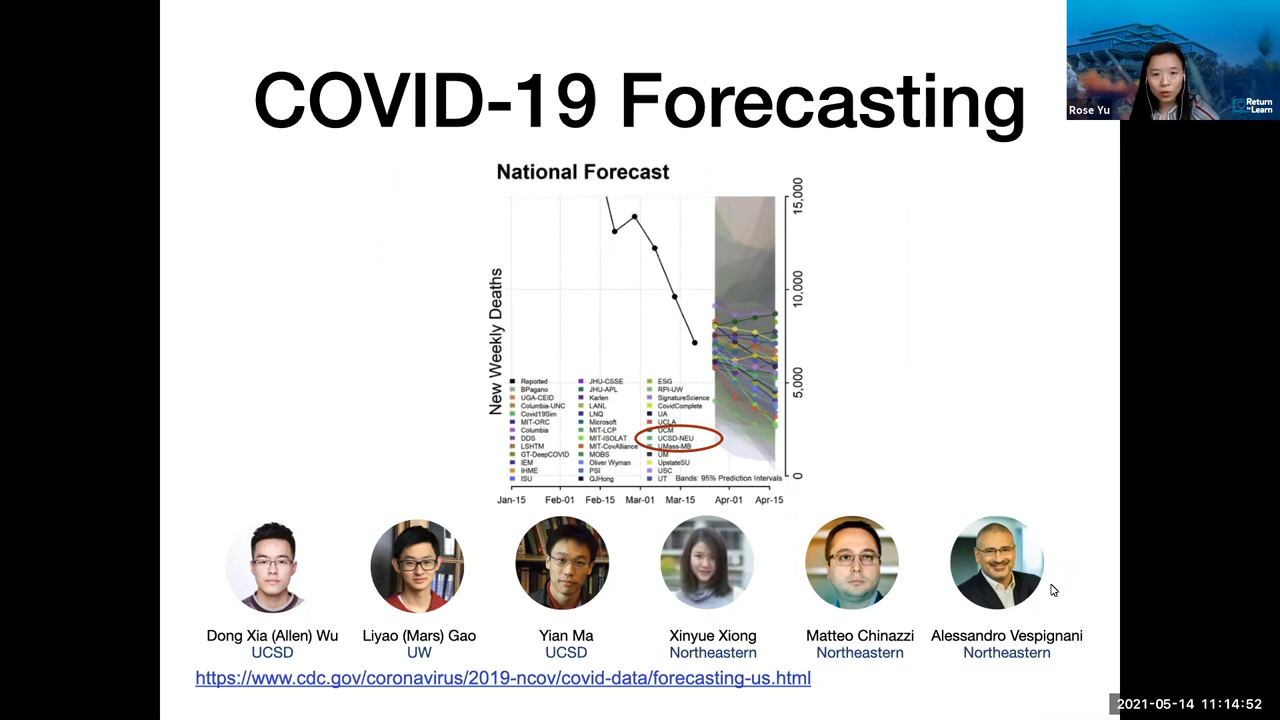 COVID-19 Forecasting
Rose Yu
Return to Learn
National Forecast
New Weekly Deaths
15,000
10,000
5,000
0
Reported
BPagano
UGA-CEID
Columbia-UNC
Covid19Sim
MIT-ORC
Columbia
DDS
LSHTM
GT-DeepCOVID
IEM
IHME
ISU
JHU-CSSE
JHU-APL
Karlen
LANL
LNQ
Microsoft
MIT-LCP
MIT-ISOLAT
MIT-CovAlliance
MOBS
Oliver Wyman
PSI
QJHong
ESG
RPI-UW
SignatureScience
CovidComplete
UA
UCLA
UCM
UCSD-NEU
UMass-MB
UM
UpstateSU
USC
UT
Bands: 95% Prediction Intervals
Jan-15 Feb-01 Feb-15 Mar-01 Mar-15 Apr-01 Apr-15
Dong Xia (Allen) Wu
UCSD
Liyao (Mars) Gao
UW
Yian Ma
UCSD
Xinyue Xiong
Northeastern
Matteo Chinazzi
Northeastern
Alessandro Vespignani
Northeastern
https://www.cdc.gov/coronavirus/2019-ncov/covid-data/forecasting-us.html
2021-05-14 11:14:52